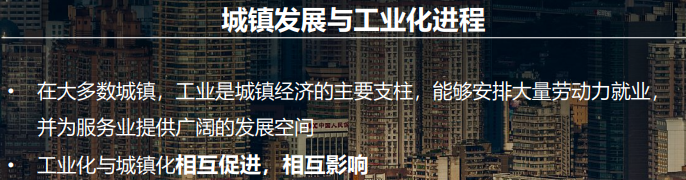 城镇发展与工业化进程
• 在大多数城镇，工业是城镇经济的主要支柱，能够安排大量劳动力就业，
并为服务业提供广阔的发展空间
• 工业化与城镇化相互促进，相互影响